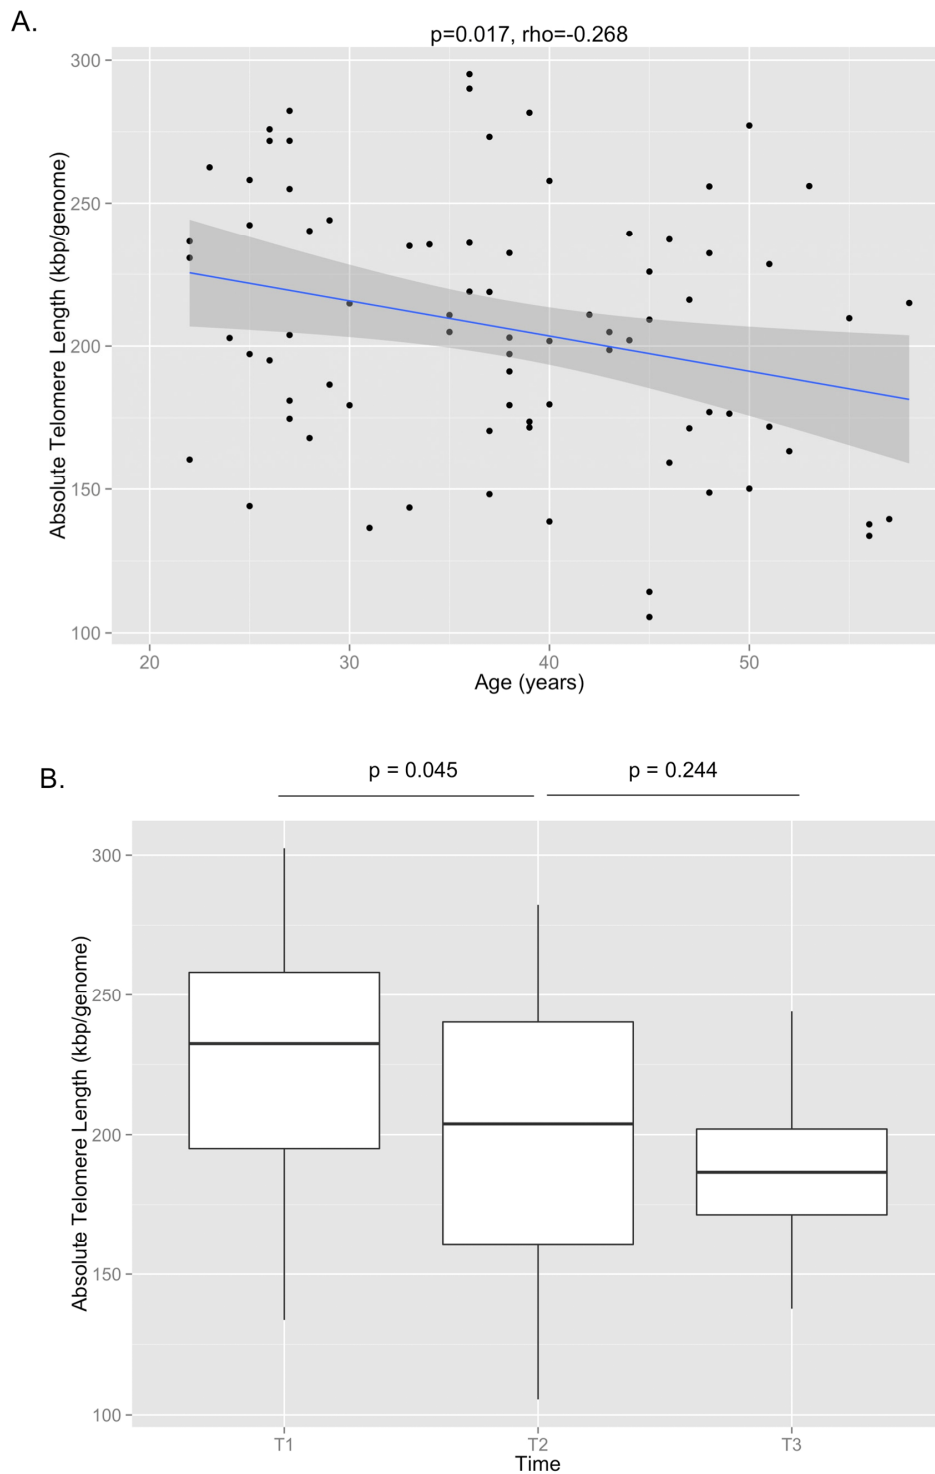 A.
p=0.017, rho=-0.268
300
250
200
150
100
Absolute Telomere Length (kbp/genome)
20 30 40 50
Age (years)
B.
p = 0.045 p = 0.244
300
250
200
150
100
Absolute Telomere Length (kbp/genome)
T1 T2 T3
Time